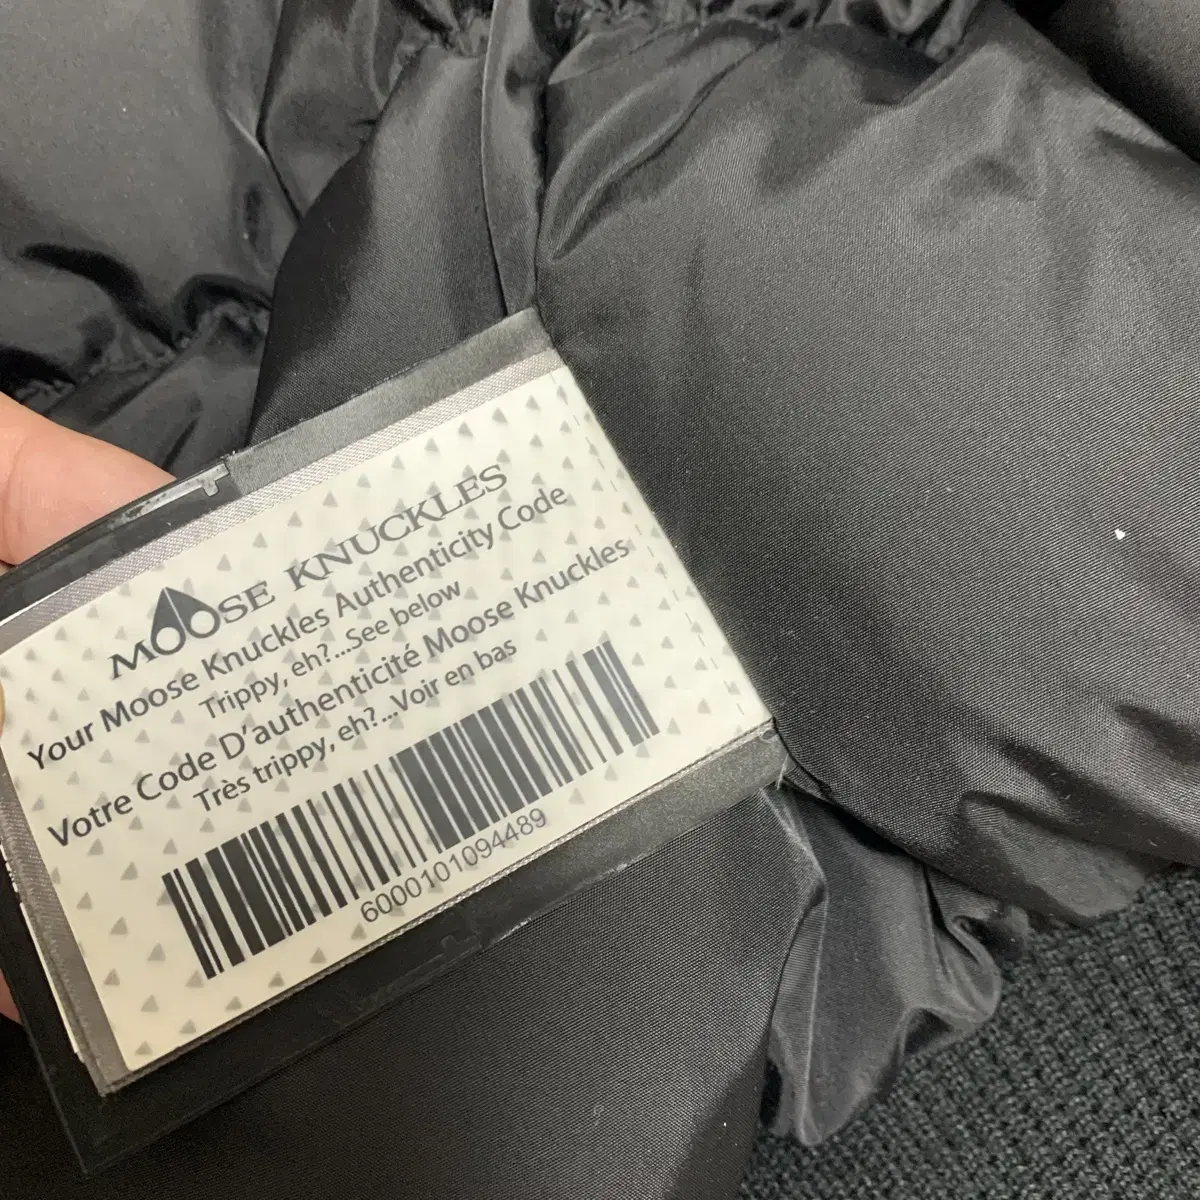 MOOSE KNUCKLES
Your Moose Knuckles Authenticity Code
Trippy, eh?...See below
Votre Code D'authenticité Moose Knuckles
Très trippy, eh?...Voir en bas
6000101094489